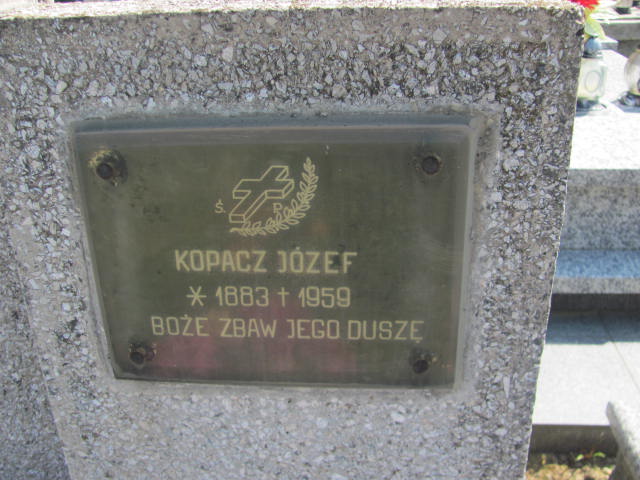 Ś P
KOPACZ JÓZEF
* 1883 † 1959
BOŻE ZBAW JEGO DUSZĘ